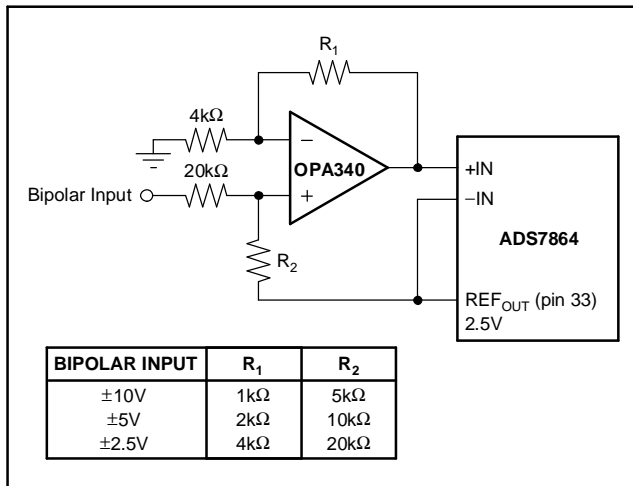 R1
4kΩ
−
OPA340
+IN
20kΩ
+
−IN
Bipolar Input
ADS7864
R2
REFOUT (pin 33)
2.5V
BIPOLAR INPUT R1 R2
±10V 1kΩ 5kΩ
±5V 2kΩ 10kΩ
±2.5V 4kΩ 20kΩ